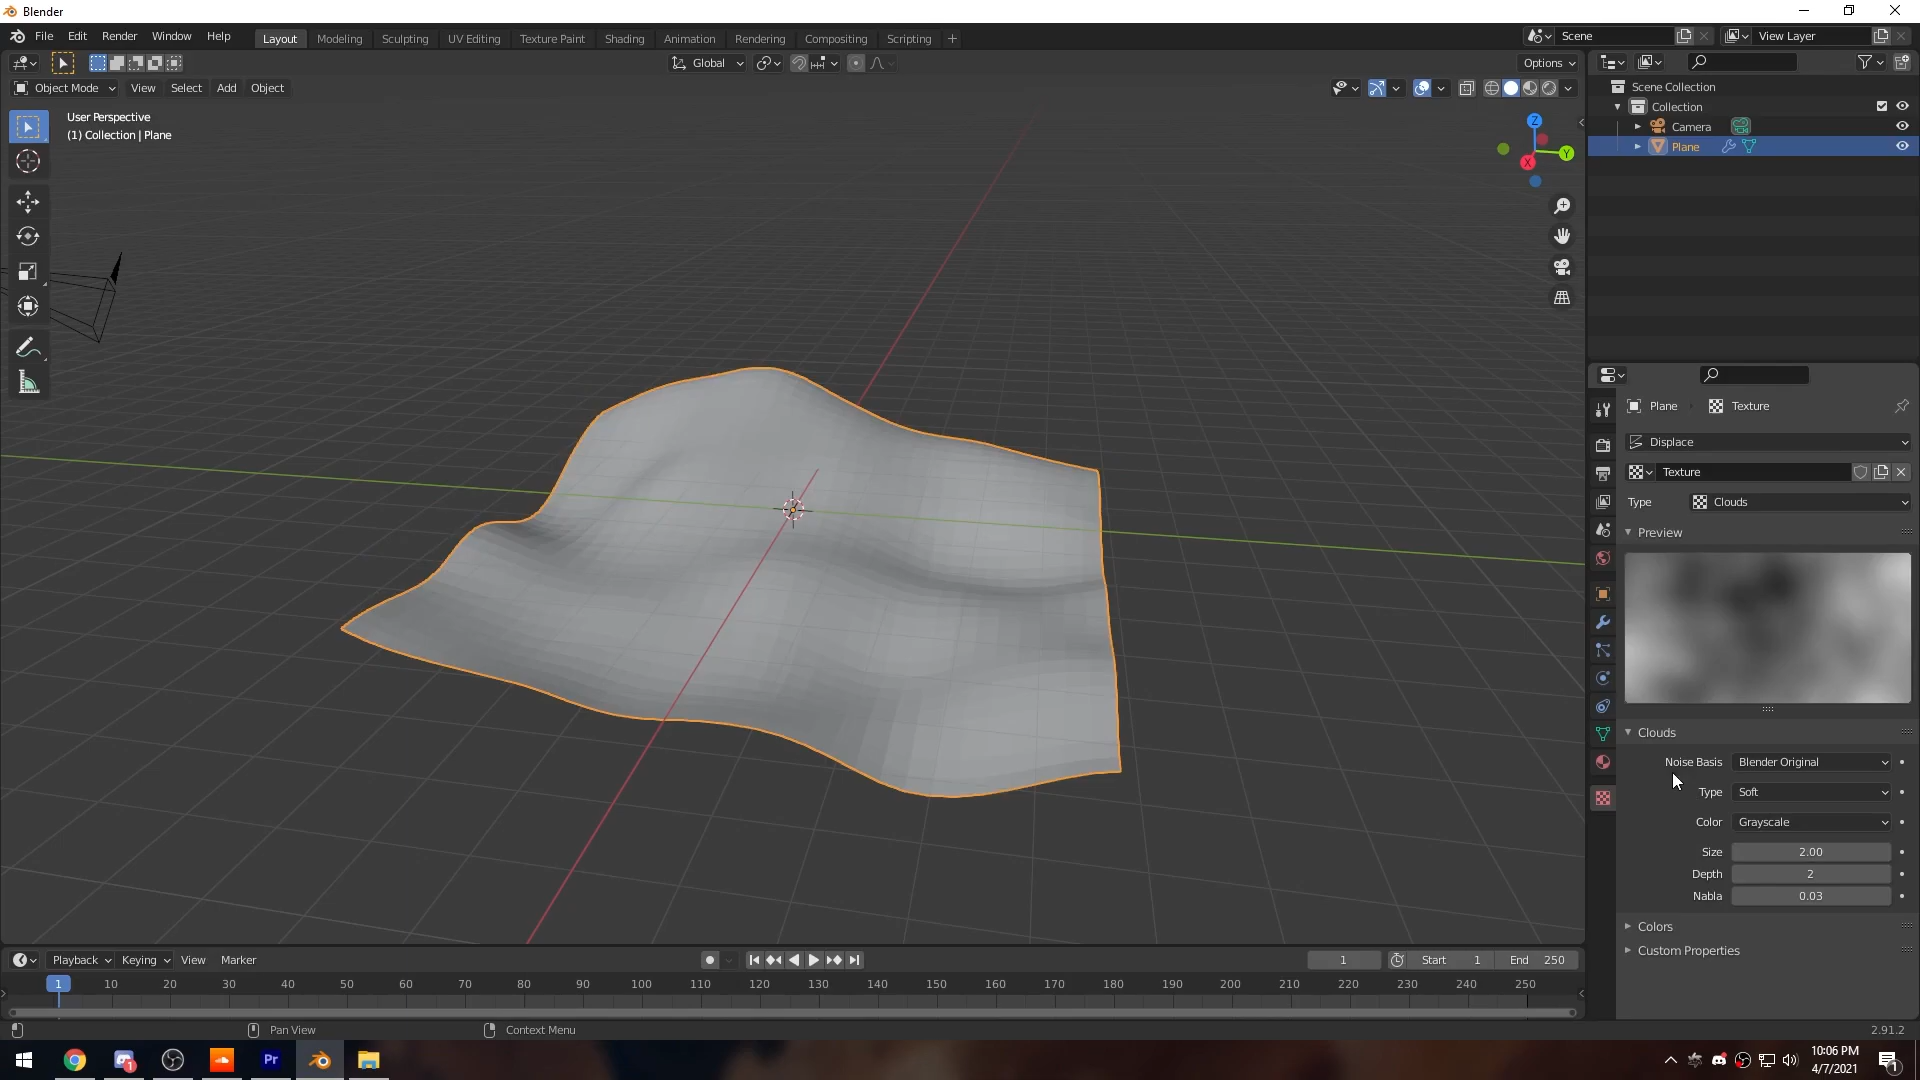 Blender
File Edit Render Window Help
Layout Modeling Sculpting UV Editing Texture Paint Shading Animation Rendering Compositing Scripting +
Scene
View Layer
Global
Options
Object Mode View Select Add Object
User Perspective
(1) Collection | Plane
Z
Y
X
Scene Collection
Collection
Camera
Plane
Plane Texture
Displace
Texture
Type Clouds
Preview
Clouds
Noise Basis Blender Original
Type Soft
Color Grayscale
Size 2.00
Depth 2
Nabla 0.03
Colors
Custom Properties
Playback Keying View Marker
1 Start 1 End 250
1 10 20 30 40 50 60 70 80 90 100 110 120 130 140 150 160 170 180 190 200 210 220 230 240 250
Pan View
Context Menu
2.91.2
1
Pr
10:06 PM
4/7/2021
1